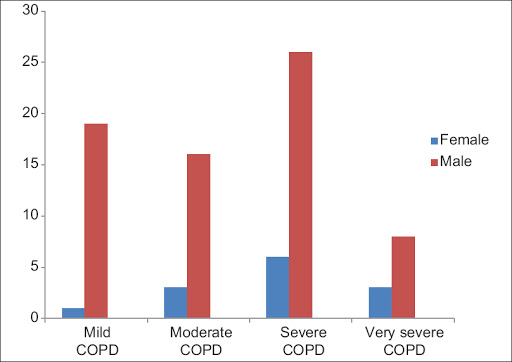 30
25
20
15
10
5
0
Female
Male
Mild
COPD
Moderate
COPD
Severe
COPD
Very severe
COPD